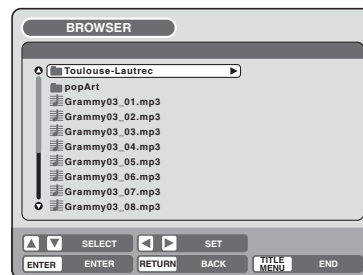 BROWSER
Toulouse-Lautrec
popArt
Grammy03_01.mp3
Grammy03_02.mp3
Grammy03_03.mp3
Grammy03_04.mp3
Grammy03_05.mp3
Grammy03_06.mp3
Grammy03_07.mp3
Grammy03_08.mp3
SELECT SET
ENTER ENTER RETURN BACK TITLE MENU END